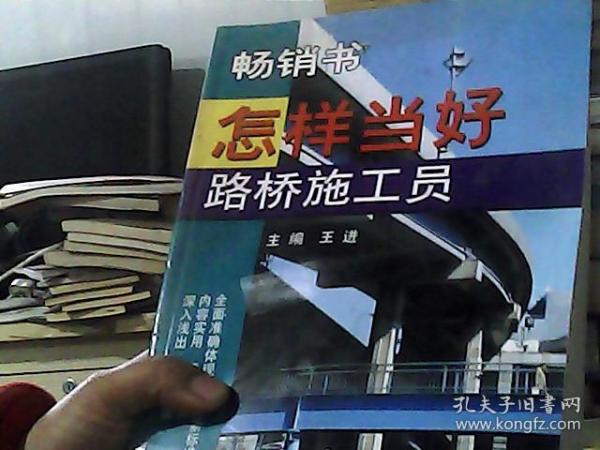 畅销书
怎样当好
路桥施工员
主编 王进
全面准确体现
内容实用
深入浅出
孔夫子旧书网
www.kongfz.com